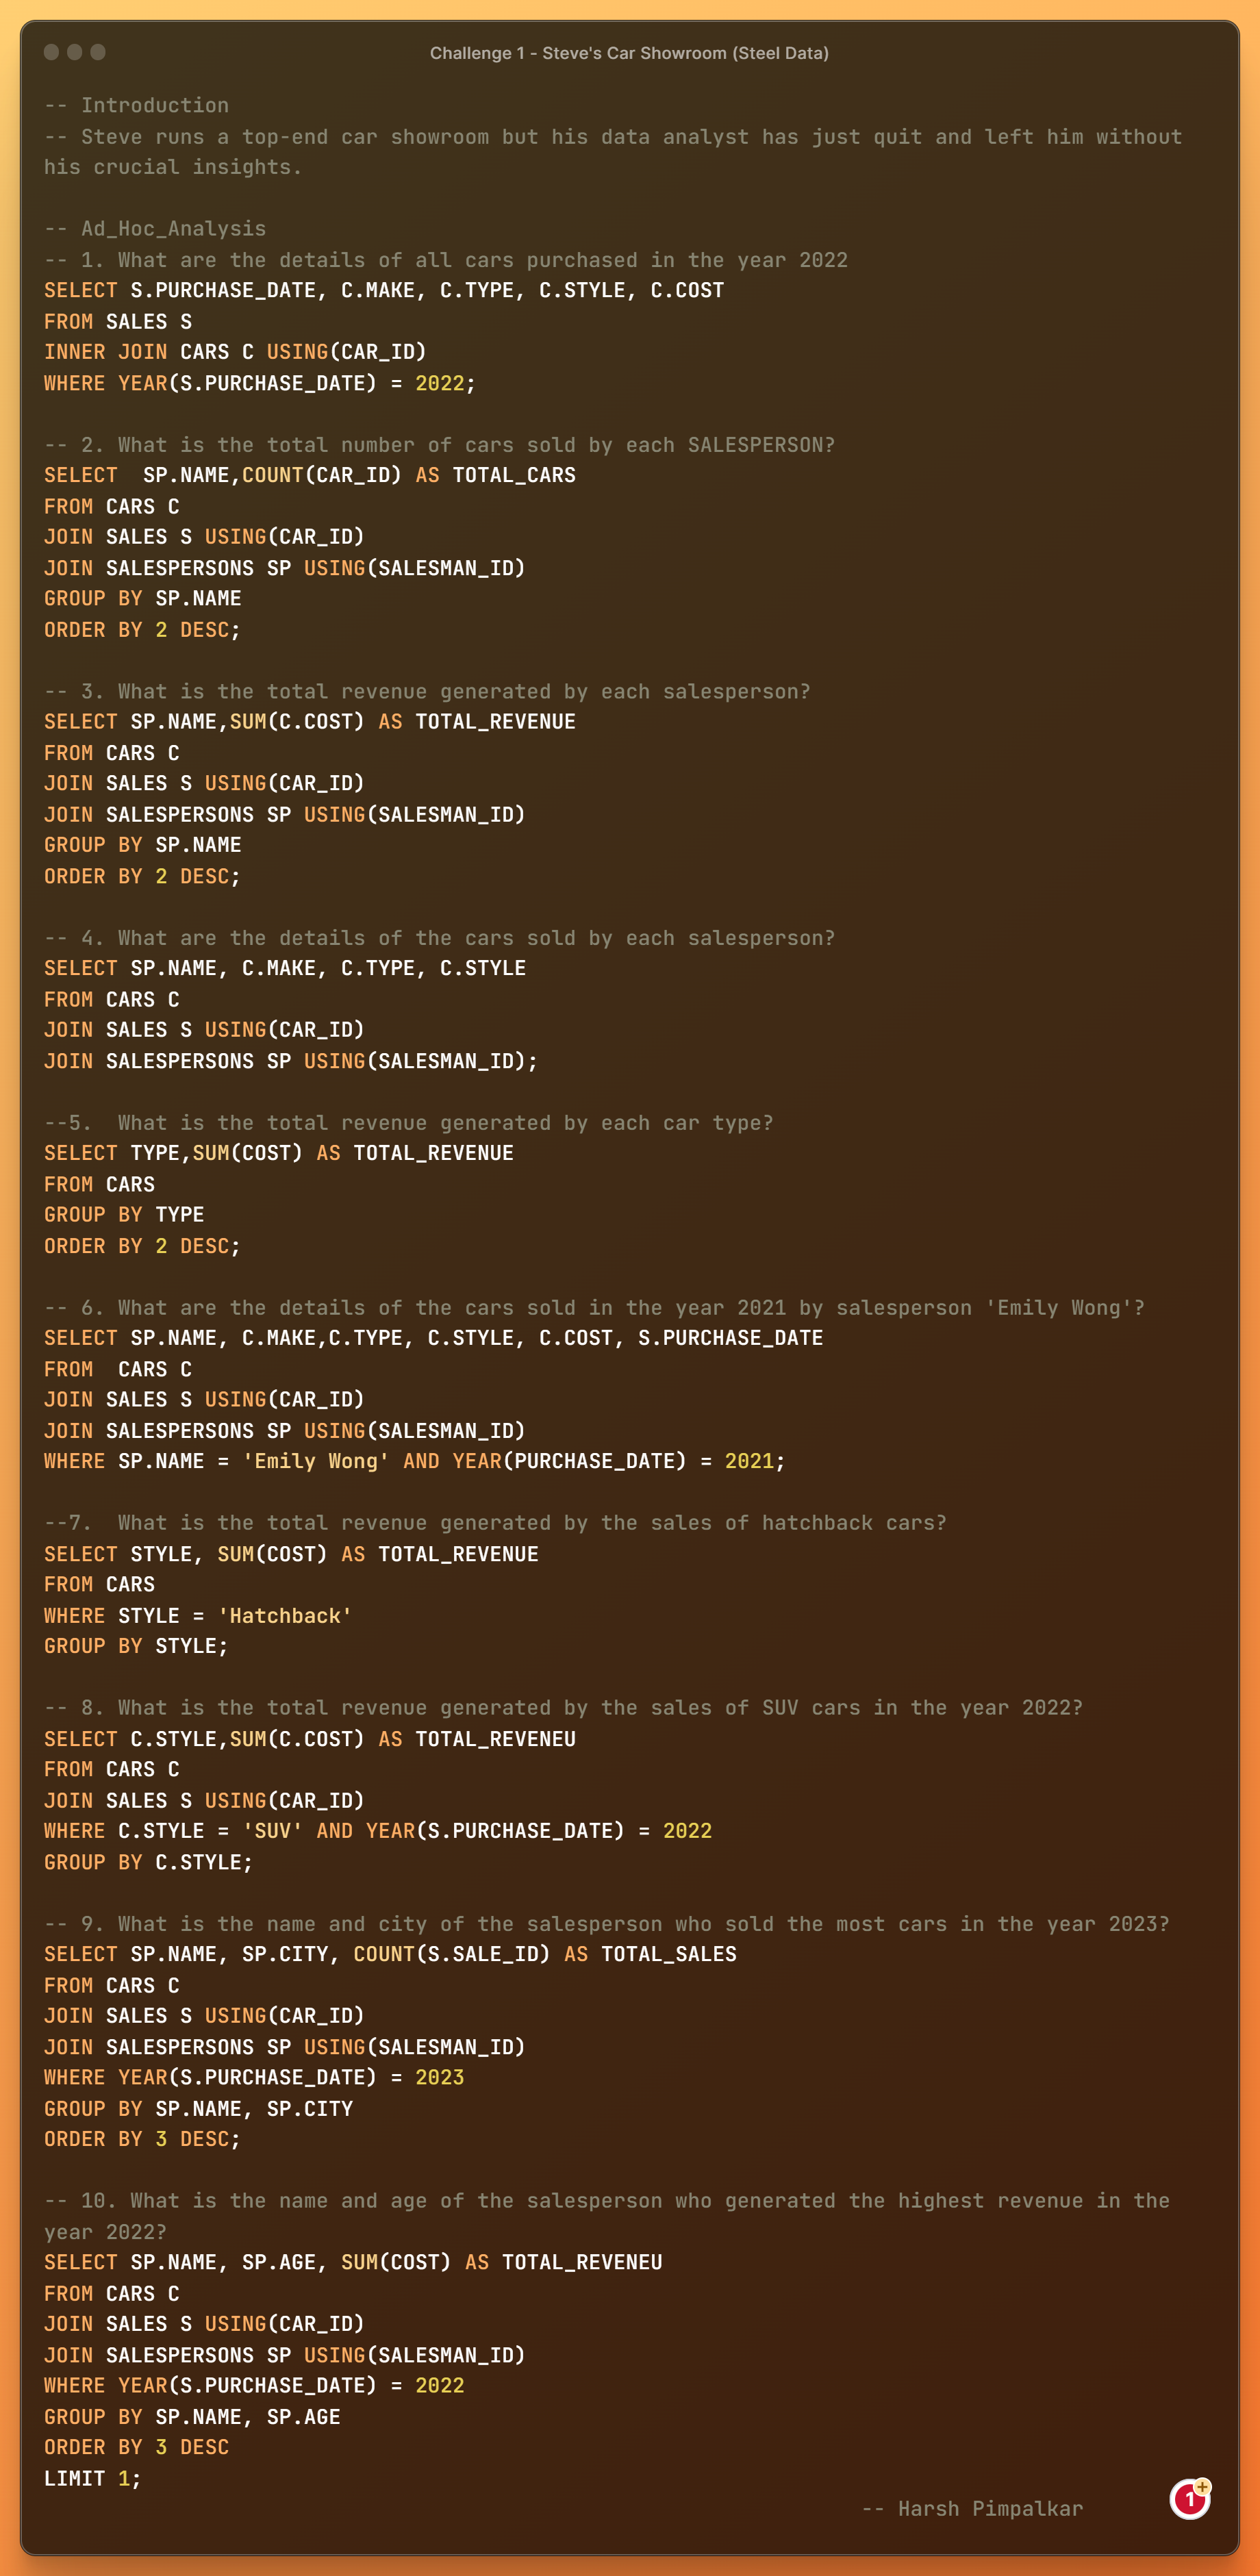 Challenge 1 - Steve's Car Showroom (Steel Data)
-- Introduction
-- Steve runs a top-end car showroom but his data analyst has just quit and left him without
his crucial insights.
-- Ad_Hoc_Analysis
-- 1. What are the details of all cars purchased in the year 2022
SELECT S.PURCHASE_DATE, C.MAKE, C.TYPE, C.STYLE, C.COST
FROM SALES S
INNER JOIN CARS C USING(CAR_ID)
WHERE YEAR(S.PURCHASE_DATE) = 2022;
-- 2. What is the total number of cars sold by each SALESPERSON?
SELECT  SP.NAME,COUNT(CAR_ID) AS TOTAL_CARS
FROM CARS C
JOIN SALES S USING(CAR_ID)
JOIN SALESPERSONS SP USING(SALESMAN_ID)
GROUP BY SP.NAME
ORDER BY 2 DESC;
-- 3. What is the total revenue generated by each salesperson?
SELECT SP.NAME,SUM(C.COST) AS TOTAL_REVENUE
FROM CARS C
JOIN SALES S USING(CAR_ID)
JOIN SALESPERSONS SP USING(SALESMAN_ID)
GROUP BY SP.NAME
ORDER BY 2 DESC;
-- 4. What are the details of the cars sold by each salesperson?
SELECT SP.NAME, C.MAKE, C.TYPE, C.STYLE
FROM CARS C
JOIN SALES S USING(CAR_ID)
JOIN SALESPERSONS SP USING(SALESMAN_ID);
--5.  What is the total revenue generated by each car type?
SELECT TYPE,SUM(COST) AS TOTAL_REVENUE
FROM CARS
GROUP BY TYPE
ORDER BY 2 DESC;
-- 6. What are the details of the cars sold in the year 2021 by salesperson 'Emily Wong'?
SELECT SP.NAME, C.MAKE,C.TYPE, C.STYLE, C.COST, S.PURCHASE_DATE
FROM  CARS C
JOIN SALES S USING(CAR_ID)
JOIN SALESPERSONS SP USING(SALESMAN_ID)
WHERE SP.NAME = 'Emily Wong' AND YEAR(PURCHASE_DATE) = 2021;
--7.  What is the total revenue generated by the sales of hatchback cars?
SELECT STYLE, SUM(COST) AS TOTAL_REVENUE
FROM CARS
WHERE STYLE = 'Hatchback'
GROUP BY STYLE;
-- 8. What is the total revenue generated by the sales of SUV cars in the year 2022?
SELECT C.STYLE,SUM(C.COST) AS TOTAL_REVENEU
FROM CARS C
JOIN SALES S USING(CAR_ID)
WHERE C.STYLE = 'SUV' AND YEAR(S.PURCHASE_DATE) = 2022
GROUP BY C.STYLE;
-- 9. What is the name and city of the salesperson who sold the most cars in the year 2023?
SELECT SP.NAME, SP.CITY, COUNT(S.SALE_ID) AS TOTAL_SALES
FROM CARS C
JOIN SALES S USING(CAR_ID)
JOIN SALESPERSONS SP USING(SALESMAN_ID)
WHERE YEAR(S.PURCHASE_DATE) = 2023
GROUP BY SP.NAME, SP.CITY
ORDER BY 3 DESC;
-- 10. What is the name and age of the salesperson who generated the highest revenue in the
year 2022?
SELECT SP.NAME, SP.AGE, SUM(COST) AS TOTAL_REVENEU
FROM CARS C
JOIN SALES S USING(CAR_ID)
JOIN SALESPERSONS SP USING(SALESMAN_ID)
WHERE YEAR(S.PURCHASE_DATE) = 2022
GROUP BY SP.NAME, SP.AGE
ORDER BY 3 DESC
LIMIT 1;
-- Harsh Pimpalkar
1+